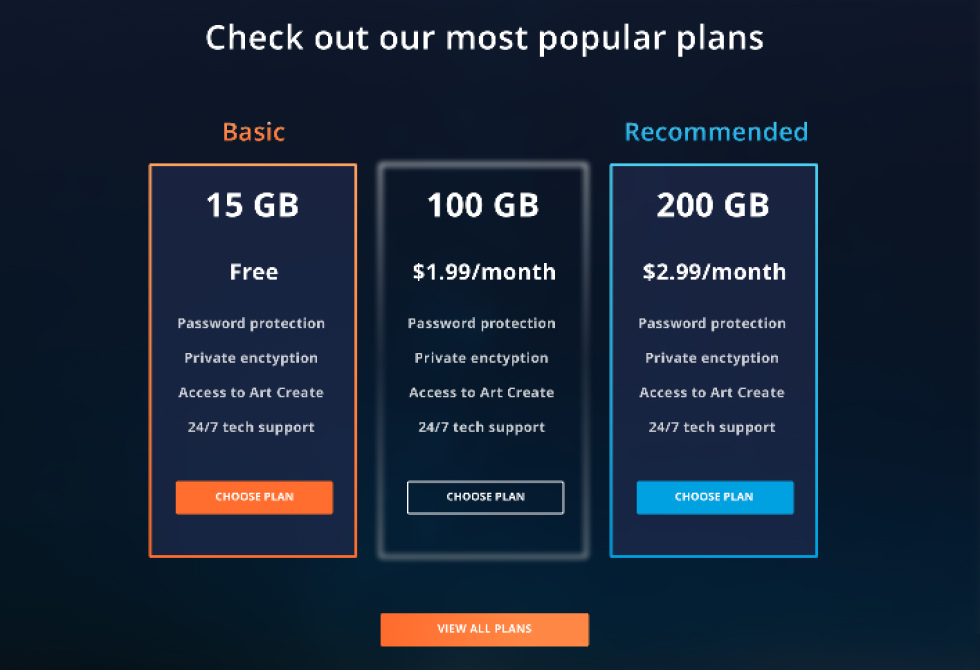 Check out our most popular plans
Basic
15 GB
Free
Password protection
Private enctyption
Access to Art Create
24/7 tech support
CHOOSE PLAN
100 GB
$1.99/month
Password protection
Private enctyption
Access to Art Create
24/7 tech support
CHOOSE PLAN
Recommended
200 GB
$2.99/month
Password protection
Private enctyption
Access to Art Create
24/7 tech support
CHOOSE PLAN
VIEW ALL PLANS